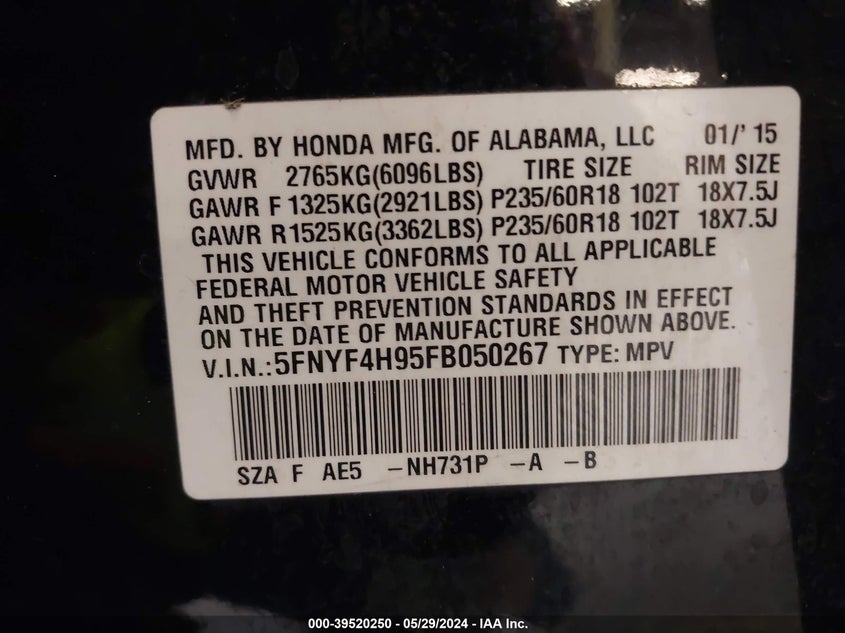 MFD. BY HONDA MFG. OF ALABAMA, LLC 01/' 15
GVWR 2765KG(6096LBS) TIRE SIZE RIM SIZE
GAWR F 1325KG(2921LBS) P235/60R18 102T 18X7.5J
GAWR R1525KG(3362LBS) P235/60R18 102T 18X7.5J
THIS VEHICLE CONFORMS TO ALL APPLICABLE
FEDERAL MOTOR VEHICLE SAFETY
AND THEFT PREVENTION STANDARDS IN EFFECT
ON THE DATE OF MANUFACTURE SHOWN ABOVE.
V.I.N.:5FNYF4H95FB050267 TYPE: MPV
SZA F AE5 -NH731P -A -B
000-39520250 - 05/29/2024 - IAA Inc.